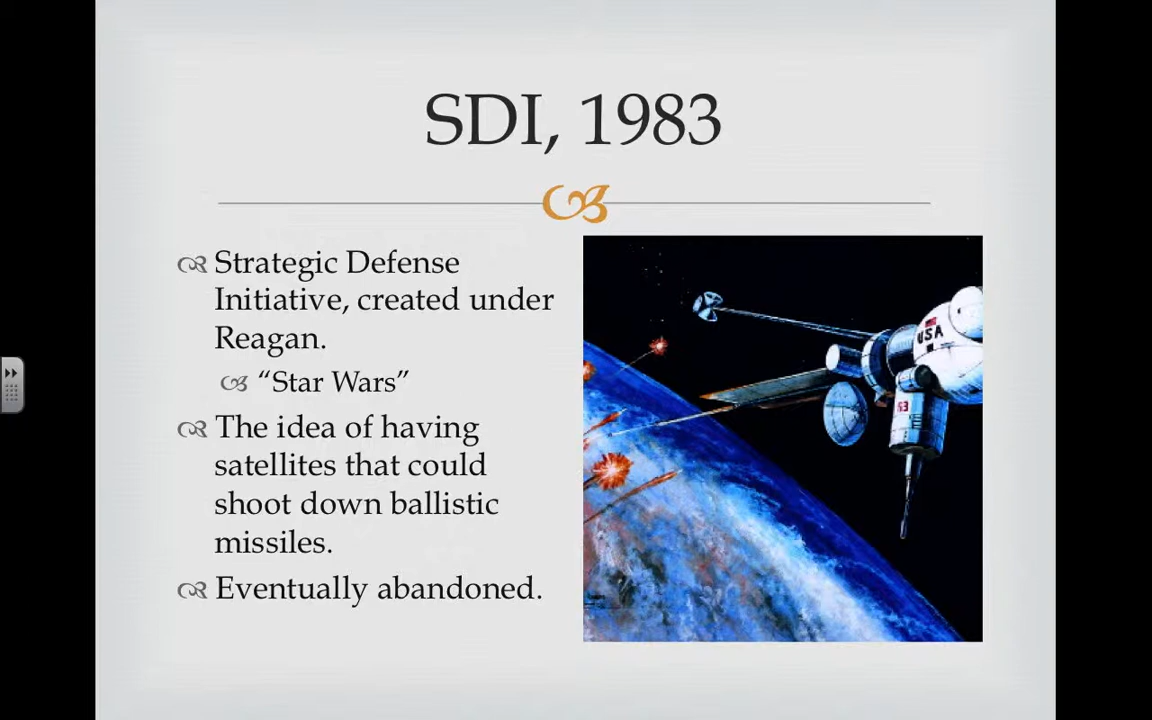 SDI, 1983
Strategic Defense
Initiative, created under
Reagan.
“Star Wars”
The idea of having
satellites that could
shoot down ballistic
missiles.
Eventually abandoned.
USA